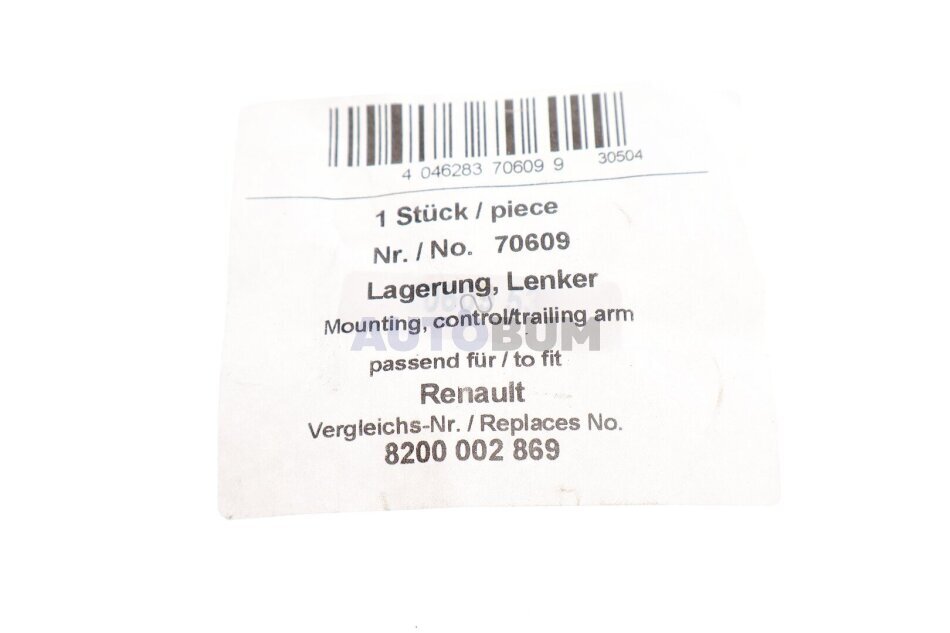 4 046283 70609 9 30504
1 Stück / piece
Nr. / No. 70609
Lagerung, Lenker
Mounting, control/trailing arm
AUTOBUM
passend für / to fit
Renault
Vergleichs-Nr. / Replaces No.
8200 002 869